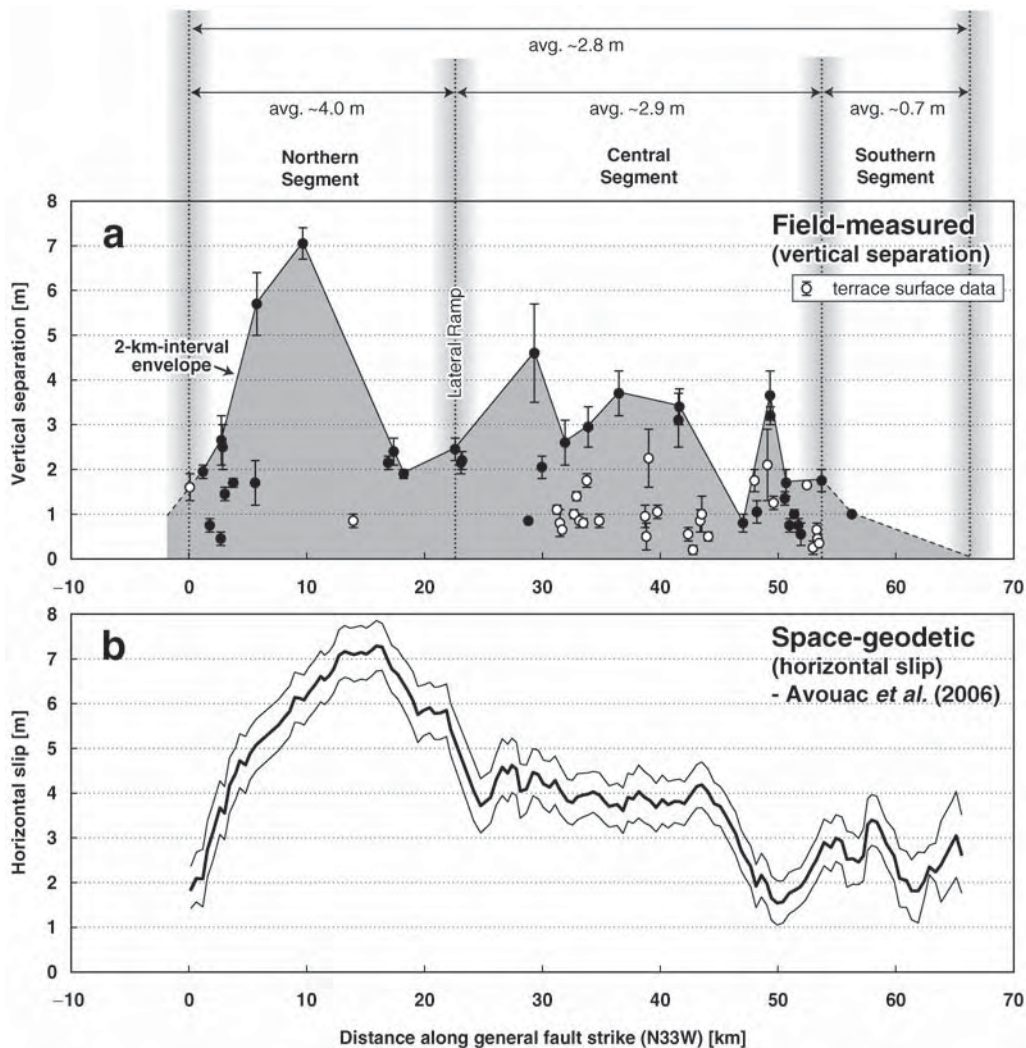 avg. ~2.8 m
avg. ~4.0 m
avg. ~2.9 m
avg. ~0.7 m
Northern
Segment
Central
Segment
Southern
Segment
8
7
6
5
4
3
2
1
0
Vertical separation [m]
a
Field-measured
(vertical separation)
terrace surface data
2-km-interval
envelope
Lateral Ramp
−10
0
10
20
30
40
50
60
70
8
7
6
5
4
3
2
1
0
Horizontal slip [m]
b
Space-geodetic
(horizontal slip)
- Avouac et al. (2006)
−10
0
10
20
30
40
50
60
70
Distance along general fault strike (N33W) [km]